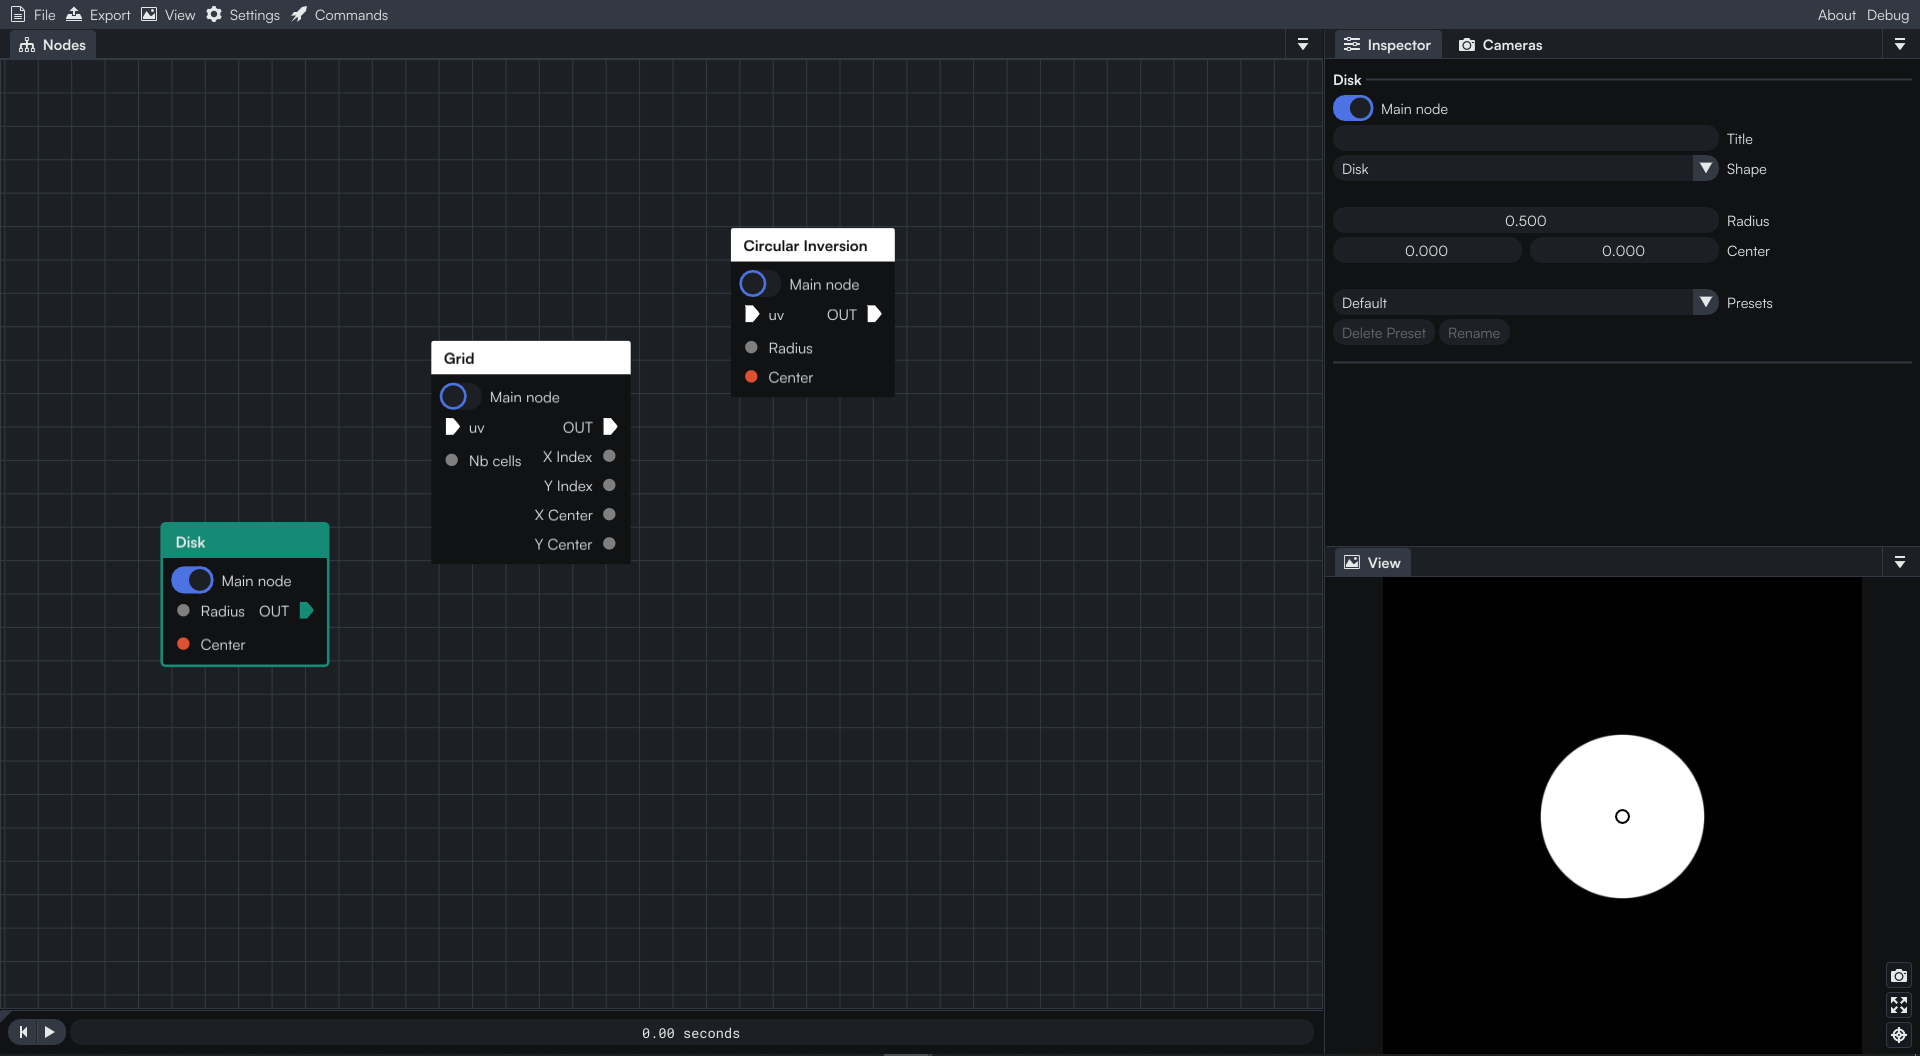 File Export View Settings Commands About Debug
Nodes
Inspector Cameras
Disk
Main node
Title
Disk Shape
0.500 Radius
0.000 0.000 Center
Default Presets
Delete Preset Rename
Circular Inversion
Main node
uv OUT
Radius
Center
Grid
Main node
uv OUT
Nb cells X Index
Y Index
X Center
Y Center
Disk
Main node
Radius OUT
Center
View
0.00 seconds